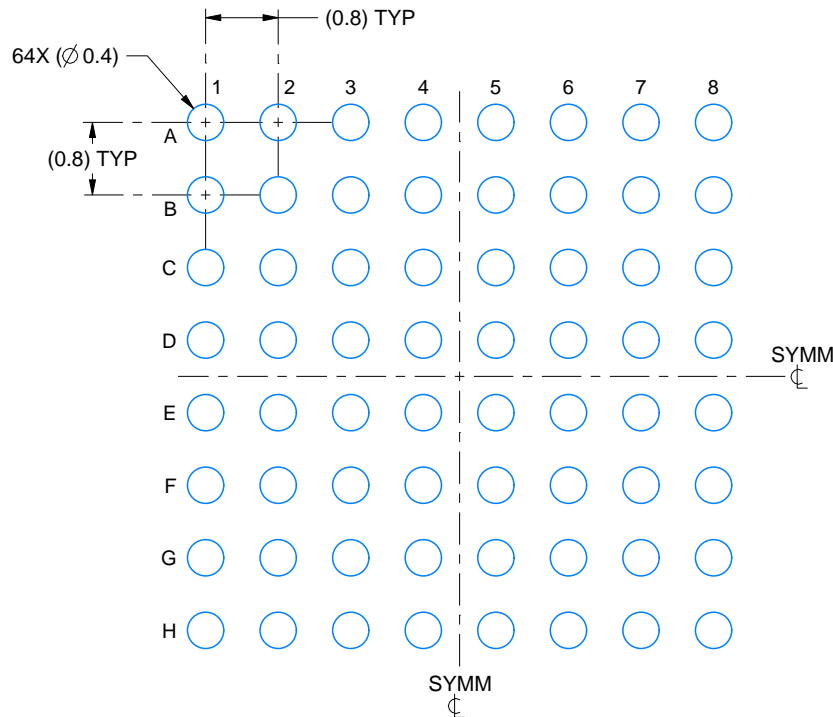 (0.8) TYP
64X (∅ 0.4)
1 2 3 4 5 6 7 8
A
(0.8) TYP
B
C
D
SYMM
℄
E
F
G
H
SYMM
℄